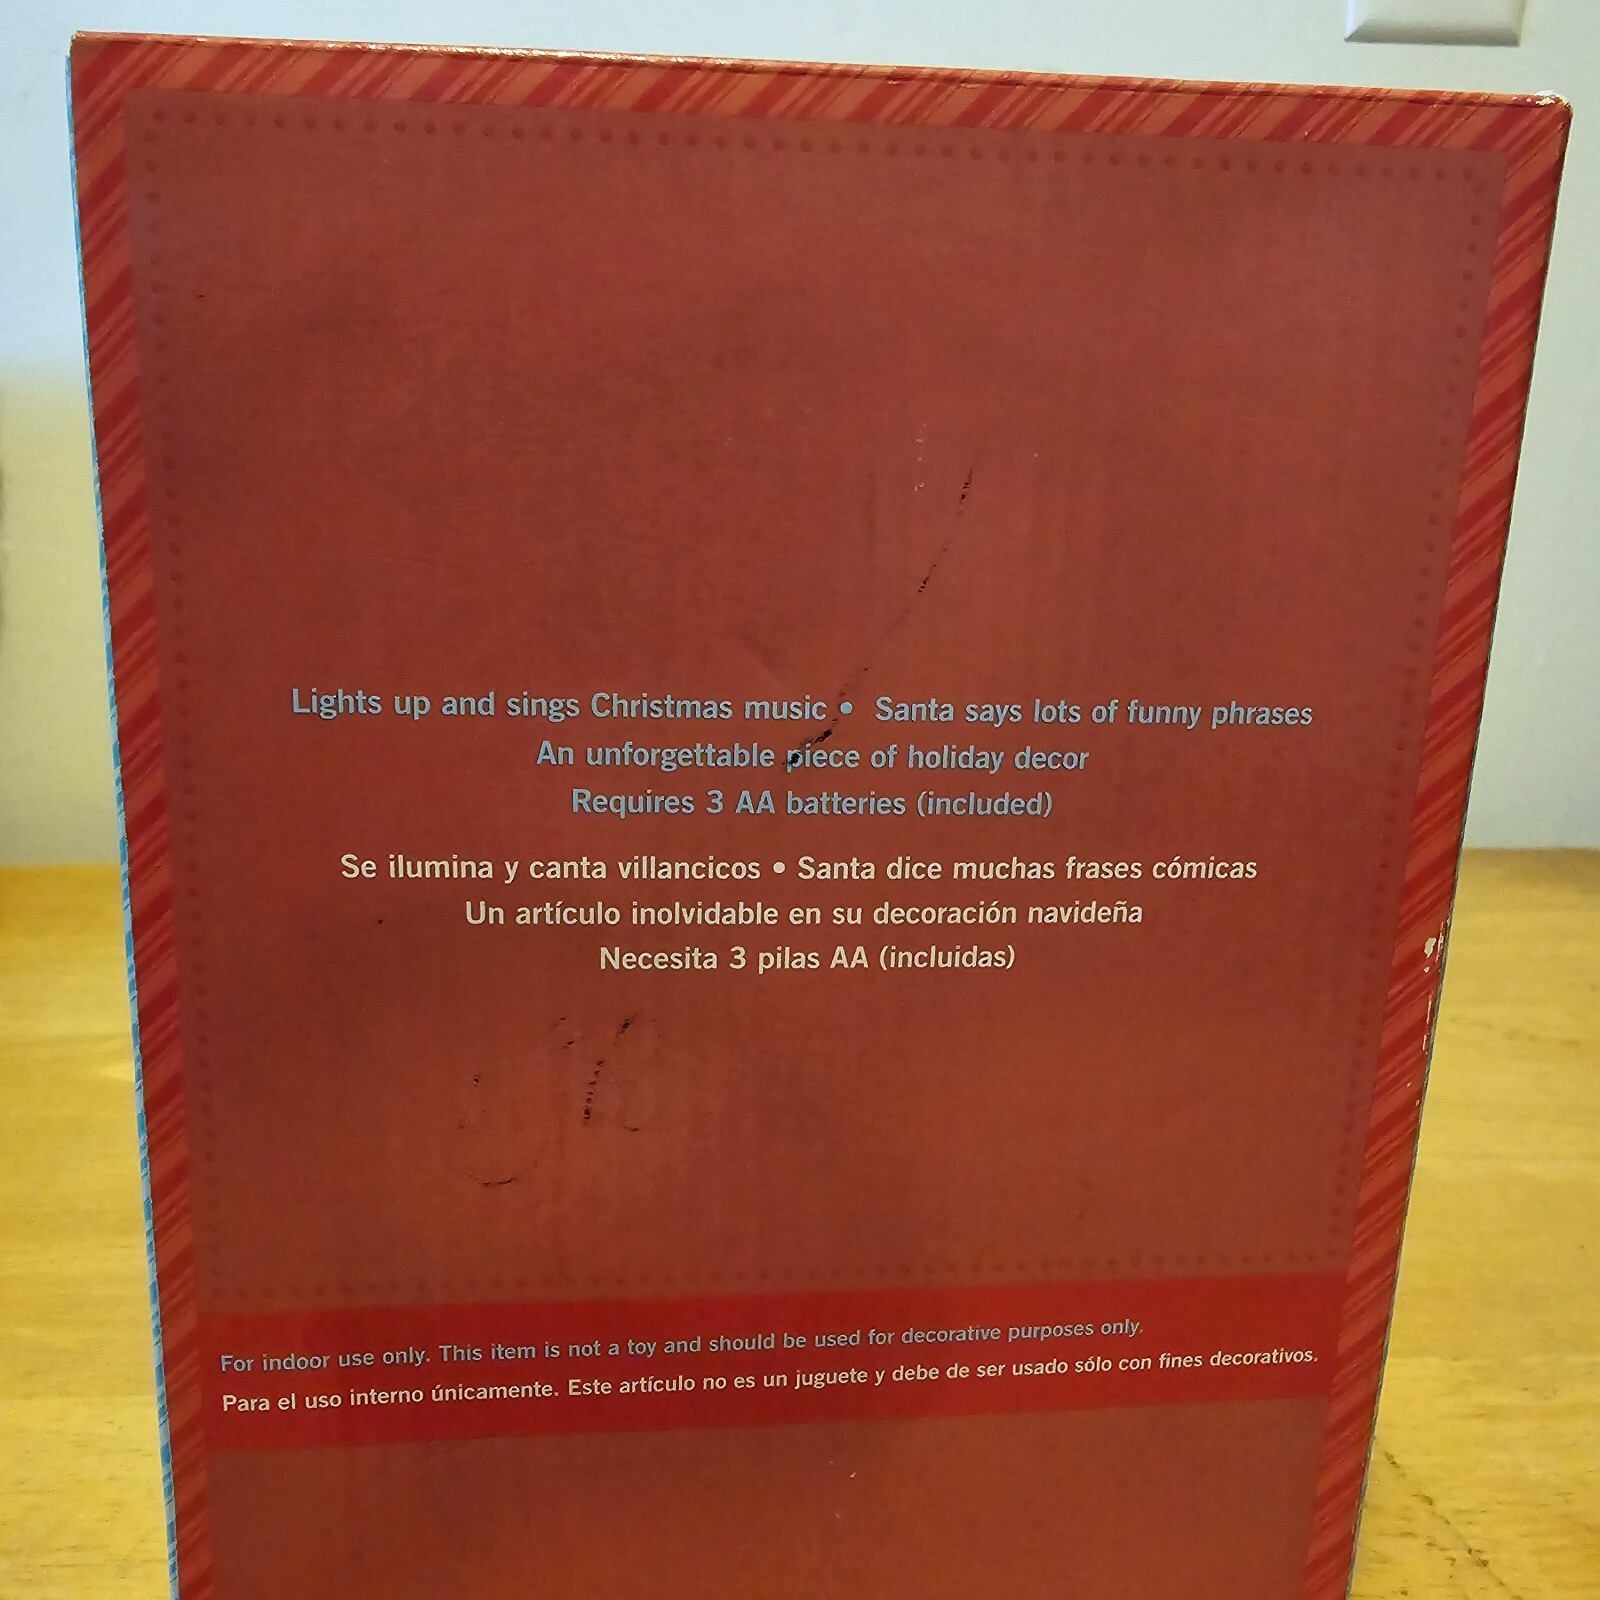 Lights up and sings Christmas music • Santa says lots of funny phrases
An unforgettable piece of holiday decor
Requires 3 AA batteries (included)
Se ilumina y canta villancicos • Santa dice muchas frases cómicas
Un artículo inolvidable en su decoración navideña
Necesita 3 pilas AA (incluidas)
For indoor use only. This item is not a toy and should be used for decorative purposes only.
Para el uso interno únicamente. Este artículo no es un juguete y debe de ser usado sólo con fines decorativos.